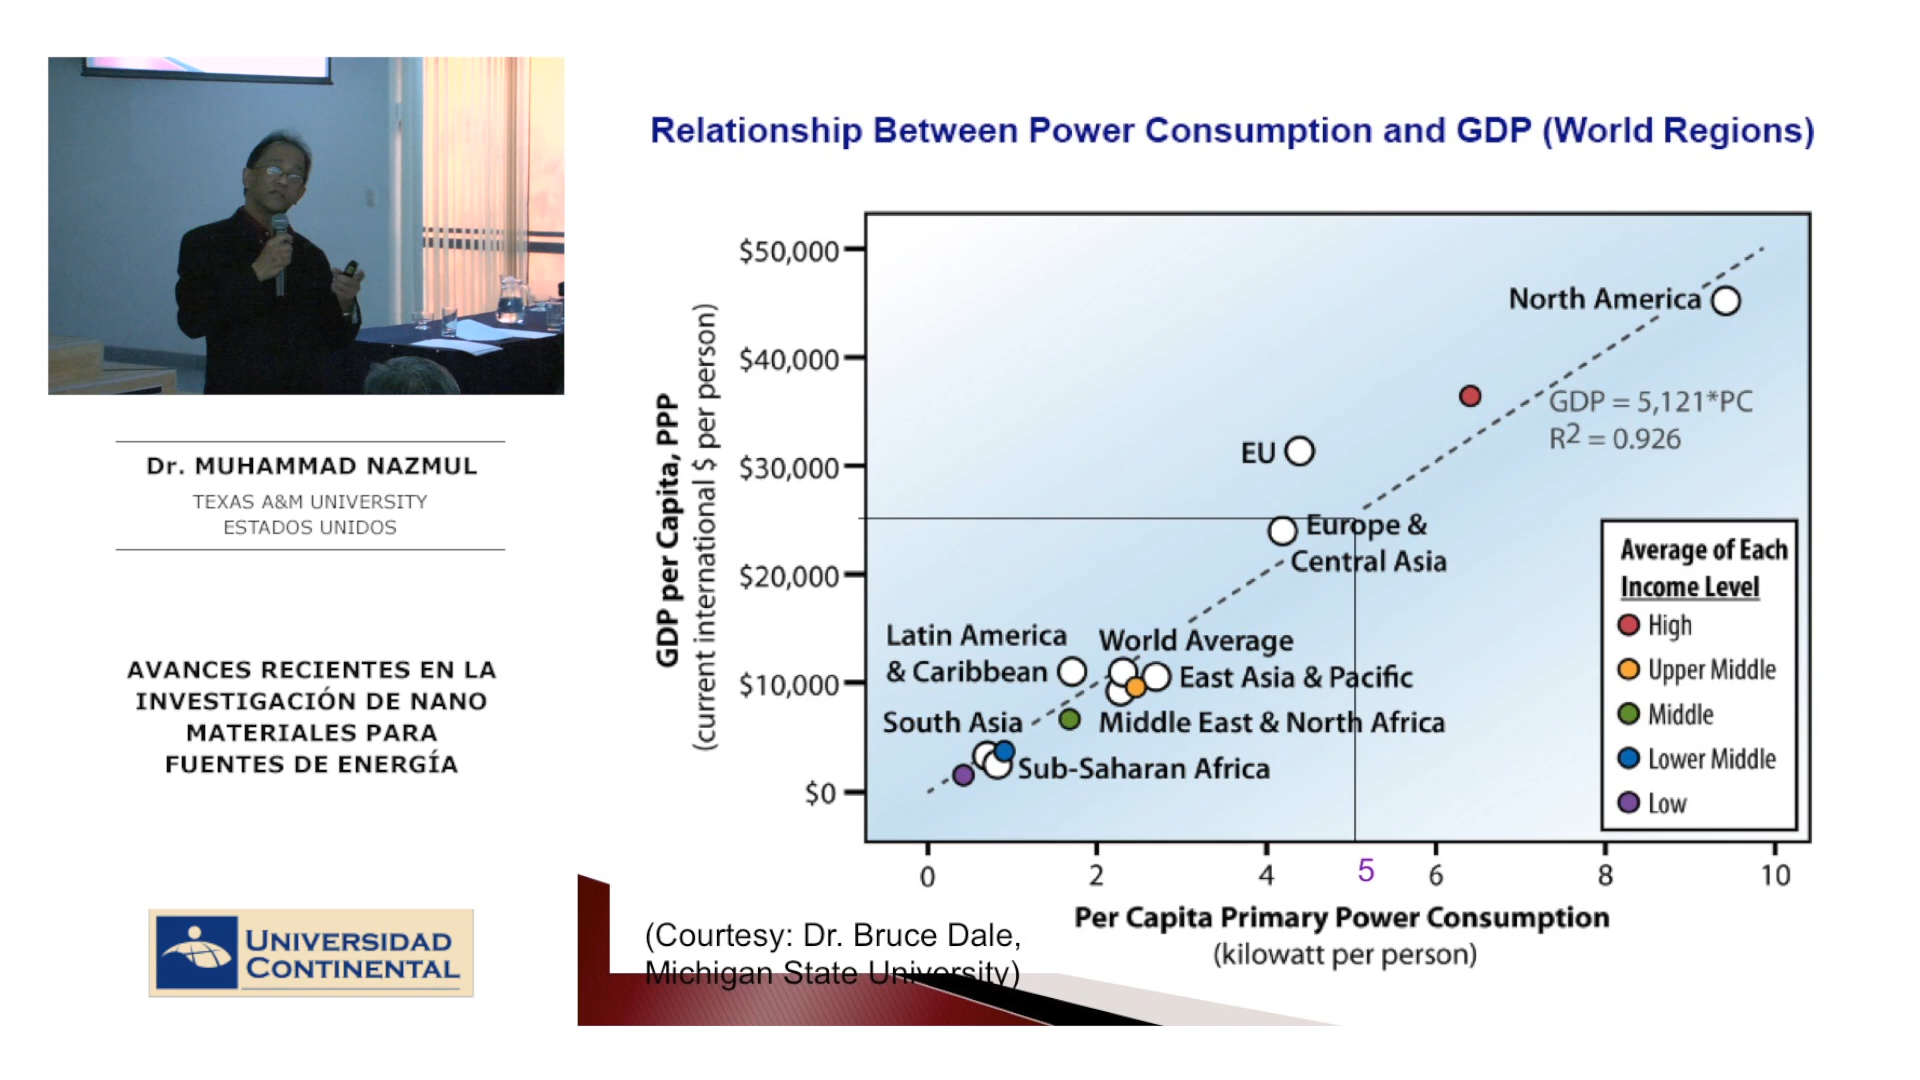 Dr. MUHAMMAD NAZMUL
TEXAS A&M UNIVERSITY
ESTADOS UNIDOS
AVANCES RECIENTES EN LA
INVESTIGACIÓN DE NANO
MATERIALES PARA
FUENTES DE ENERGÍA
UNIVERSIDAD
CONTINENTAL
Relationship Between Power Consumption and GDP (World Regions)
GDP per Capita, PPP
(current international $ per person)
$50,000
$40,000
$30,000
$20,000
$10,000
$0
North America
GDP = 5,121*PC
R² = 0.926
EU
Europe &
Central Asia
Latin America
& Caribbean
World Average
East Asia & Pacific
South Asia
Middle East & North Africa
Sub-Saharan Africa
Average of Each
Income Level
High
Upper Middle
Middle
Lower Middle
Low
0 2 4 5 6 8 10
Per Capita Primary Power Consumption
(kilowatt per person)
(Courtesy: Dr. Bruce Dale,
Michigan State University)